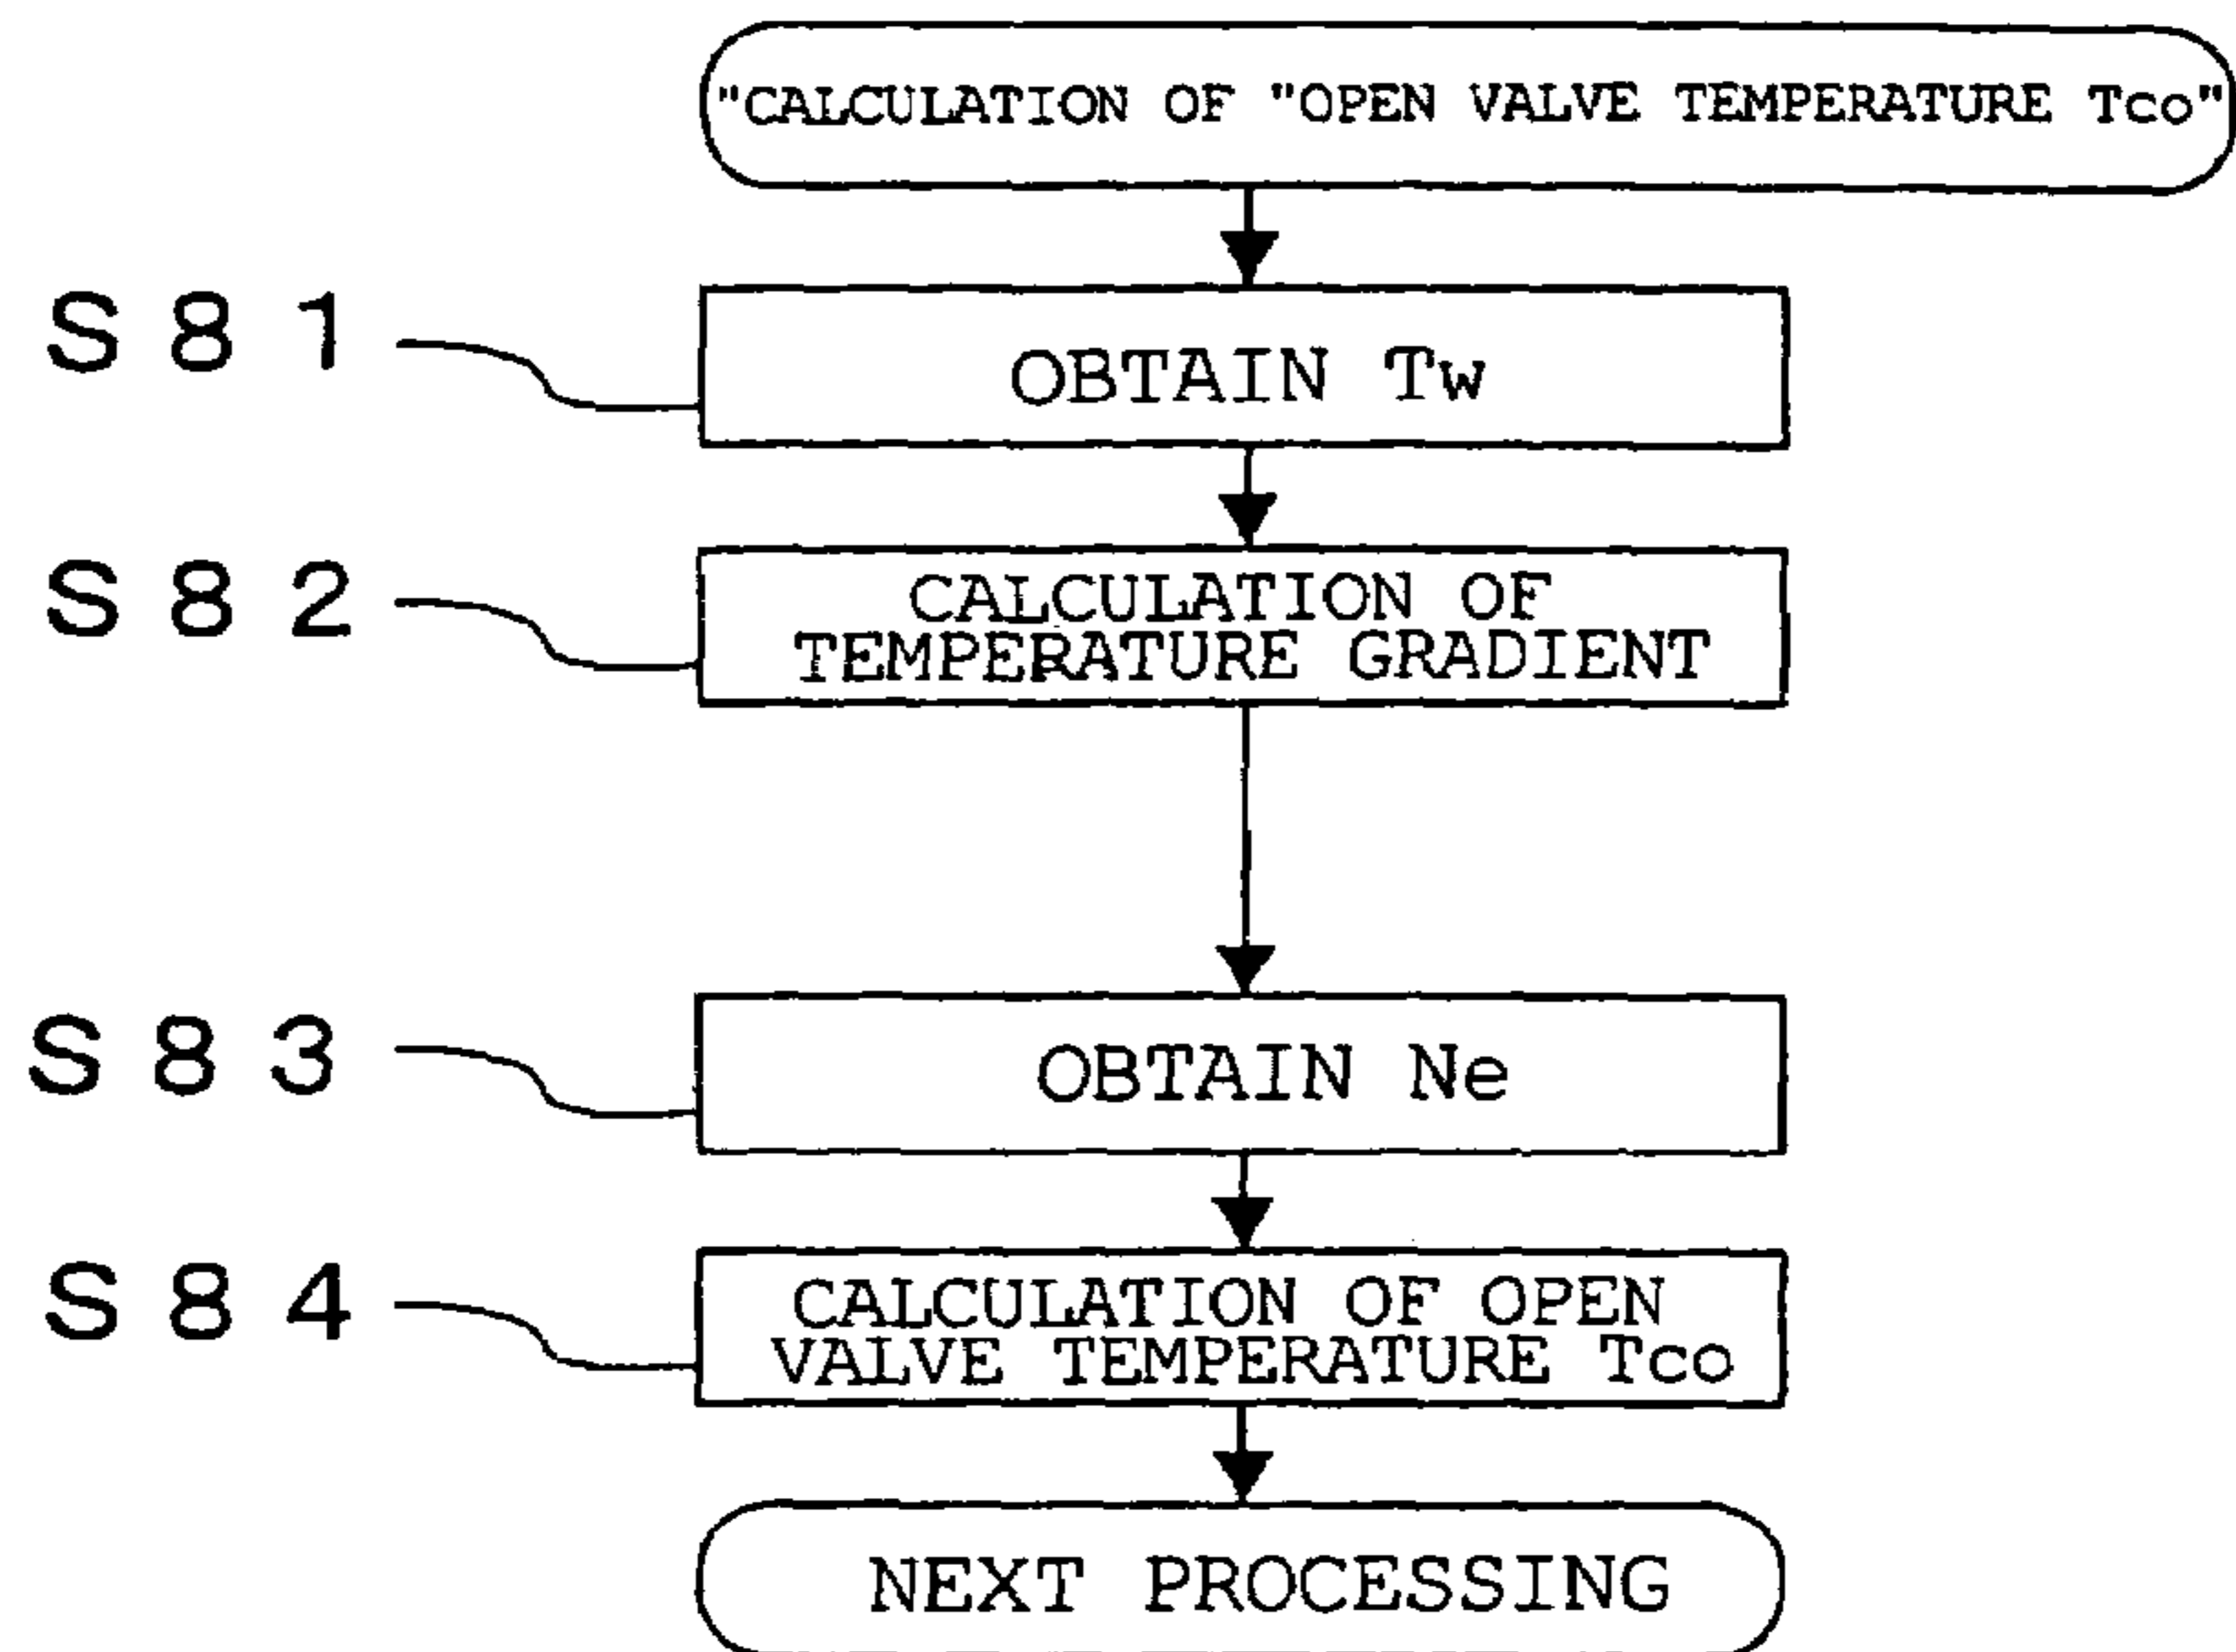 "CALCULATION OF "OPEN VALVE TEMPERATURE Tco"
S81
OBTAIN Tw
S82
CALCULATION OF
TEMPERATURE GRADIENT
S83
OBTAIN Ne
S84
CALCULATION OF OPEN
VALVE TEMPERATURE Tco
NEXT PROCESSING